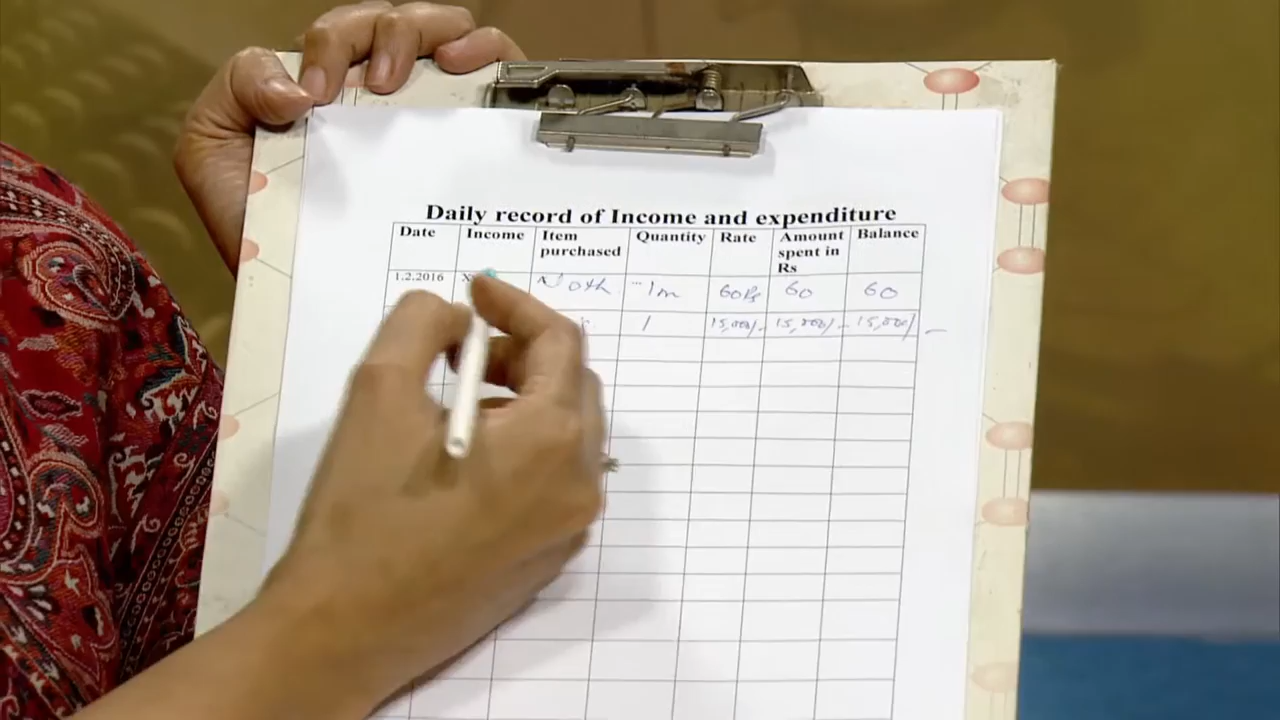 Daily record of Income and expenditure
Date Income Item purchased Quantity Rate Amount spent in Rs Balance
1.2.2016 X 1m 60Rs 60 60
1 15,000/- 15,000/- 15,000/-